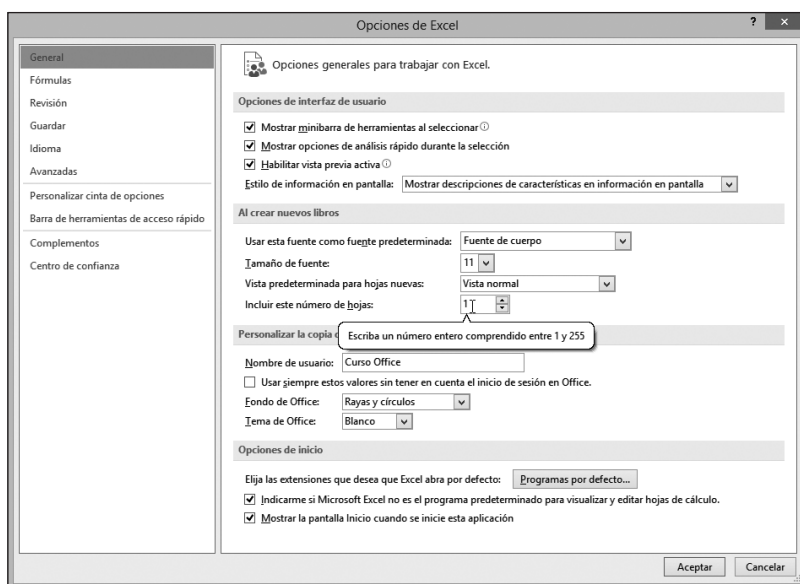 Opciones de Excel
?
×
General
Fórmulas
Revisión
Guardar
Idioma
Avanzadas
Personalizar cinta de opciones
Barra de herramientas de acceso rápido
Complementos
Centro de confianza
Opciones generales para trabajar con Excel.
Opciones de interfaz de usuario
Mostrar minibarra de herramientas al seleccionar
Mostrar opciones de análisis rápido durante la selección
Habilitar vista previa activa
Estilo de información en pantalla: Mostrar descripciones de características en información en pantalla
Al crear nuevos libros
Usar esta fuente como fuente predeterminada: Fuente de cuerpo
Tamaño de fuente: 11
Vista predeterminada para hojas nuevas: Vista normal
Incluir este número de hojas: 1
Escriba un número entero comprendido entre 1 y 255
Personalizar la copia
Nombre de usuario: Curso Office
Usar siempre estos valores sin tener en cuenta el inicio de sesión en Office.
Fondo de Office: Rayas y círculos
Tema de Office: Blanco
Opciones de inicio
Elija las extensiones que desea que Excel abra por defecto: Programas por defecto...
Indicarme si Microsoft Excel no es el programa predeterminado para visualizar y editar hojas de cálculo.
Mostrar la pantalla Inicio cuando se inicie esta aplicación
Aceptar
Cancelar